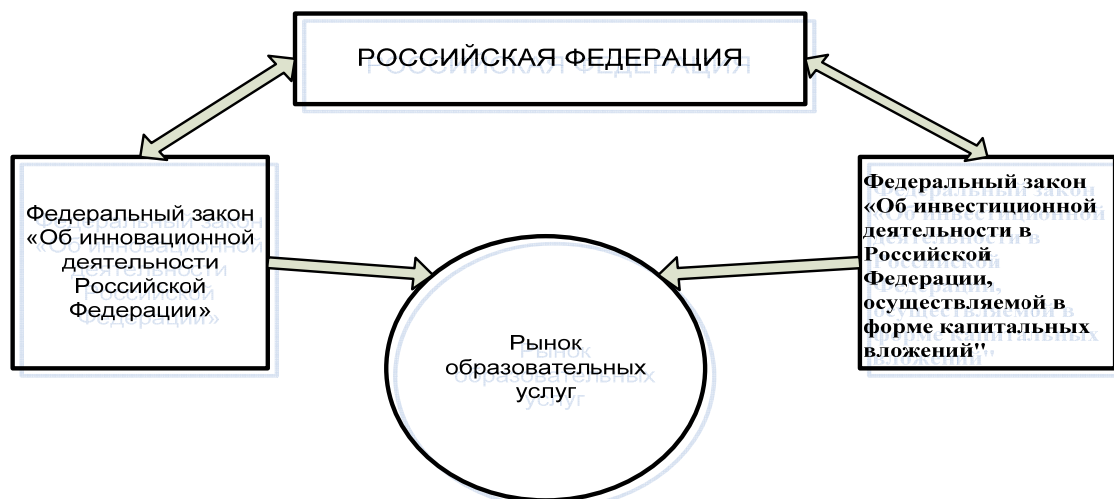 РОССИЙСКАЯ ФЕДЕРАЦИЯ
Федеральный закон
«Об инновационной
деятельности
Российской
Федерации»
Федеральный закон
«Об инвестиционной
деятельности в
Российской
Федерации,
осуществляемой в
форме капитальных
вложений"
Рынок
образовательных
услуг